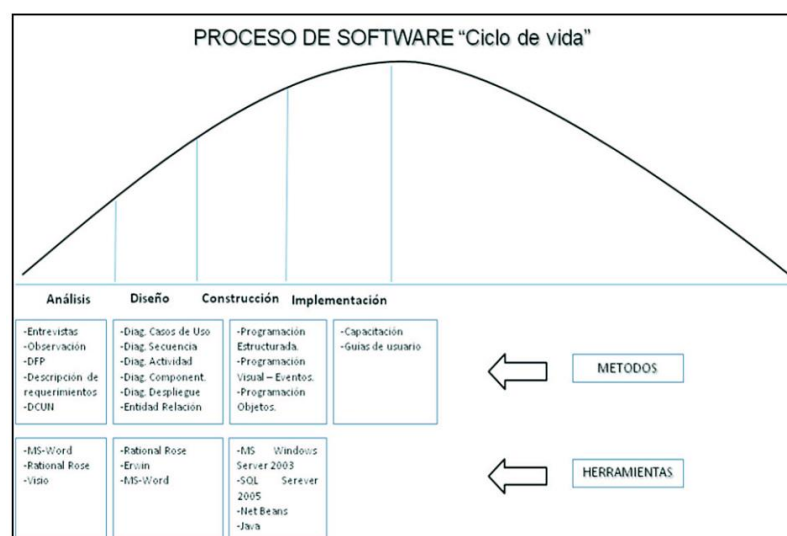 PROCESO DE SOFTWARE “Ciclo de vida”
Análisis
Diseño
Construcción
Implementación
-Entrevistas
-Observación
-DFP
-Descripción de
requerimientos
-DCUN
-Diag. Casos de Uso
-Diag. Secuencia
-Diag. Actividad
-Diag. Component.
-Diag. Despliegue
-Entidad Relación
-Programación
Estructurada.
-Programación
Visual – Eventos.
-Programación
Objetos.
-Capacitación
-Guías de usuario
METODOS
-MS-Word
-Rational Rose
-Visio
-Rational Rose
-Erwin
-MS-Word
-MS Windows
Server 2003
-SQL Serever
2005
-Net Beans
-Java
HERRAMIENTAS